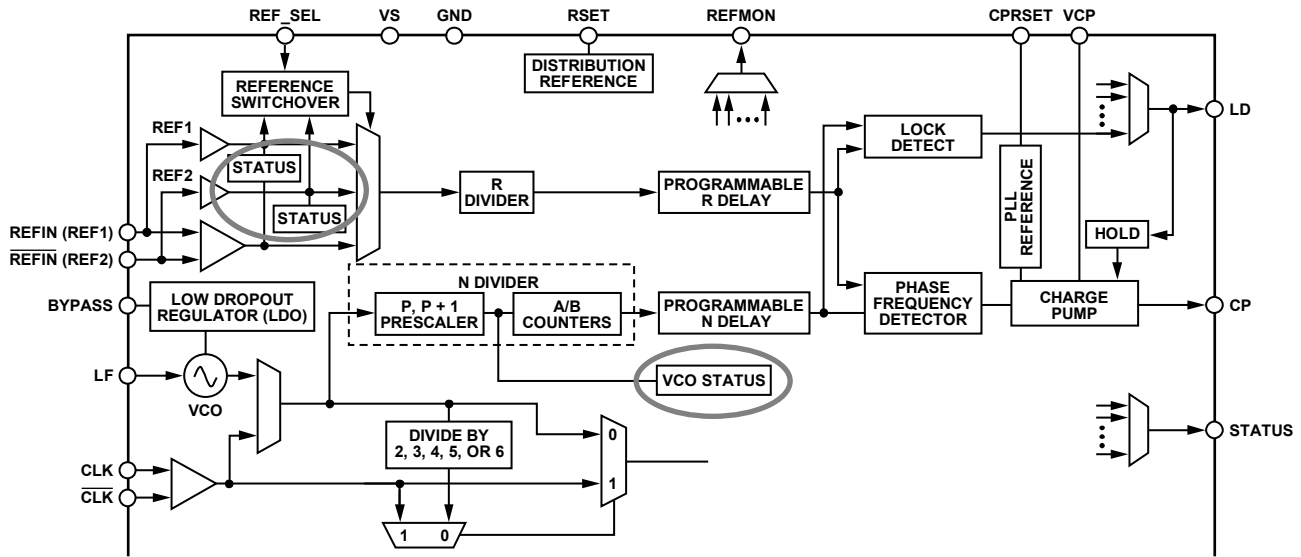 REF_SEL
VS
GND
RSET
REFMON
CPRSET
VCP
DISTRIBUTION
REFERENCE
REFERENCE
SWITCHOVER
LD
REF1
STATUS
LOCK
DETECT
REF2
STATUS
R
DIVIDER
PROGRAMMABLE
R DELAY
PLL
REFERENCE
HOLD
REFIN (REF1)
REFIN (REF2)
N DIVIDER
BYPASS
LOW DROPOUT
REGULATOR (LDO)
P, P + 1
PRESCALER
A/B
COUNTERS
PROGRAMMABLE
N DELAY
PHASE
FREQUENCY
DETECTOR
CHARGE
PUMP
CP
LF
VCO
VCO STATUS
STATUS
DIVIDE BY
2, 3, 4, 5, OR 6
0
1
CLK
CLK
1 0